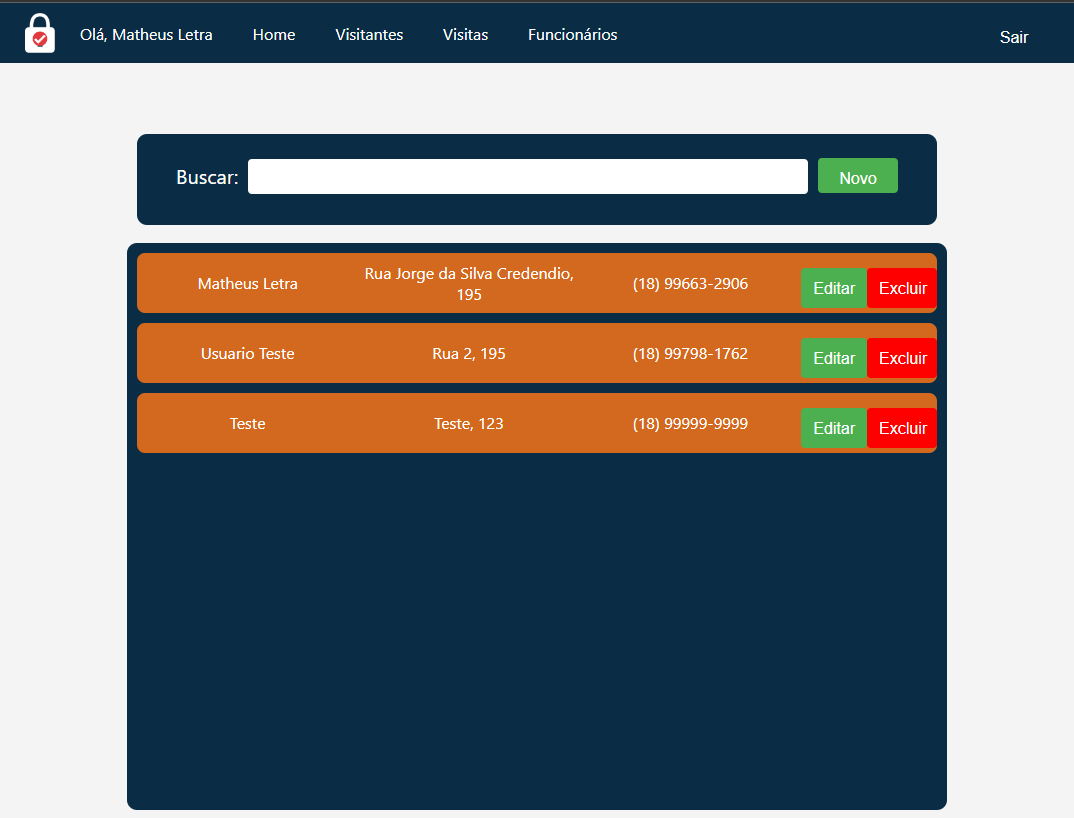 Olá, Matheus Letra Home Visitantes Visitas Funcionários Sair
Buscar: Novo
Matheus Letra Rua Jorge da Silva Credendio,
195 (18) 99663-2906 Editar Excluir
Usuario Teste Rua 2, 195 (18) 99798-1762 Editar Excluir
Teste Teste, 123 (18) 99999-9999 Editar Excluir